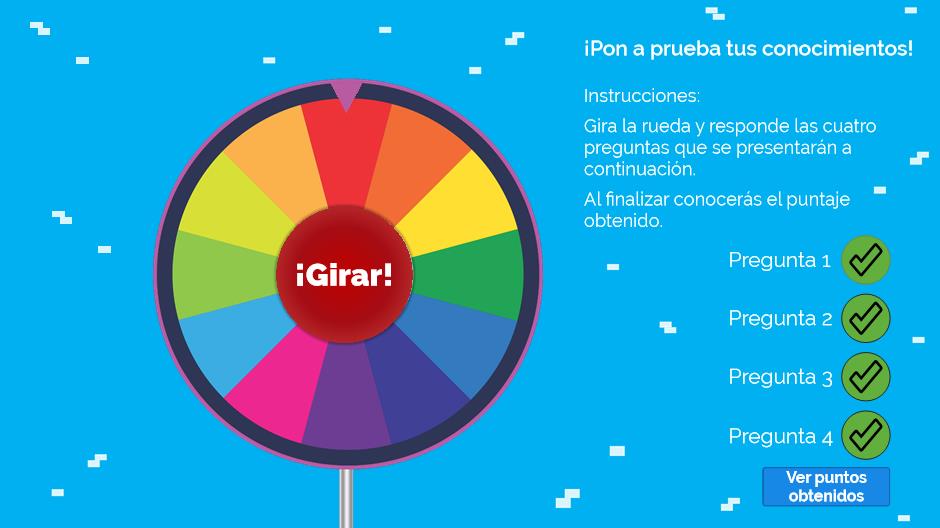 ¡Pon a prueba tus conocimientos!
Instrucciones:
Gira la rueda y responde las cuatro
preguntas que se presentarán a
continuación.
Al finalizar conocerás el puntaje
obtenido.
¡Girar!
Pregunta 1
Pregunta 2
Pregunta 3
Pregunta 4
Ver puntos
obtenidos